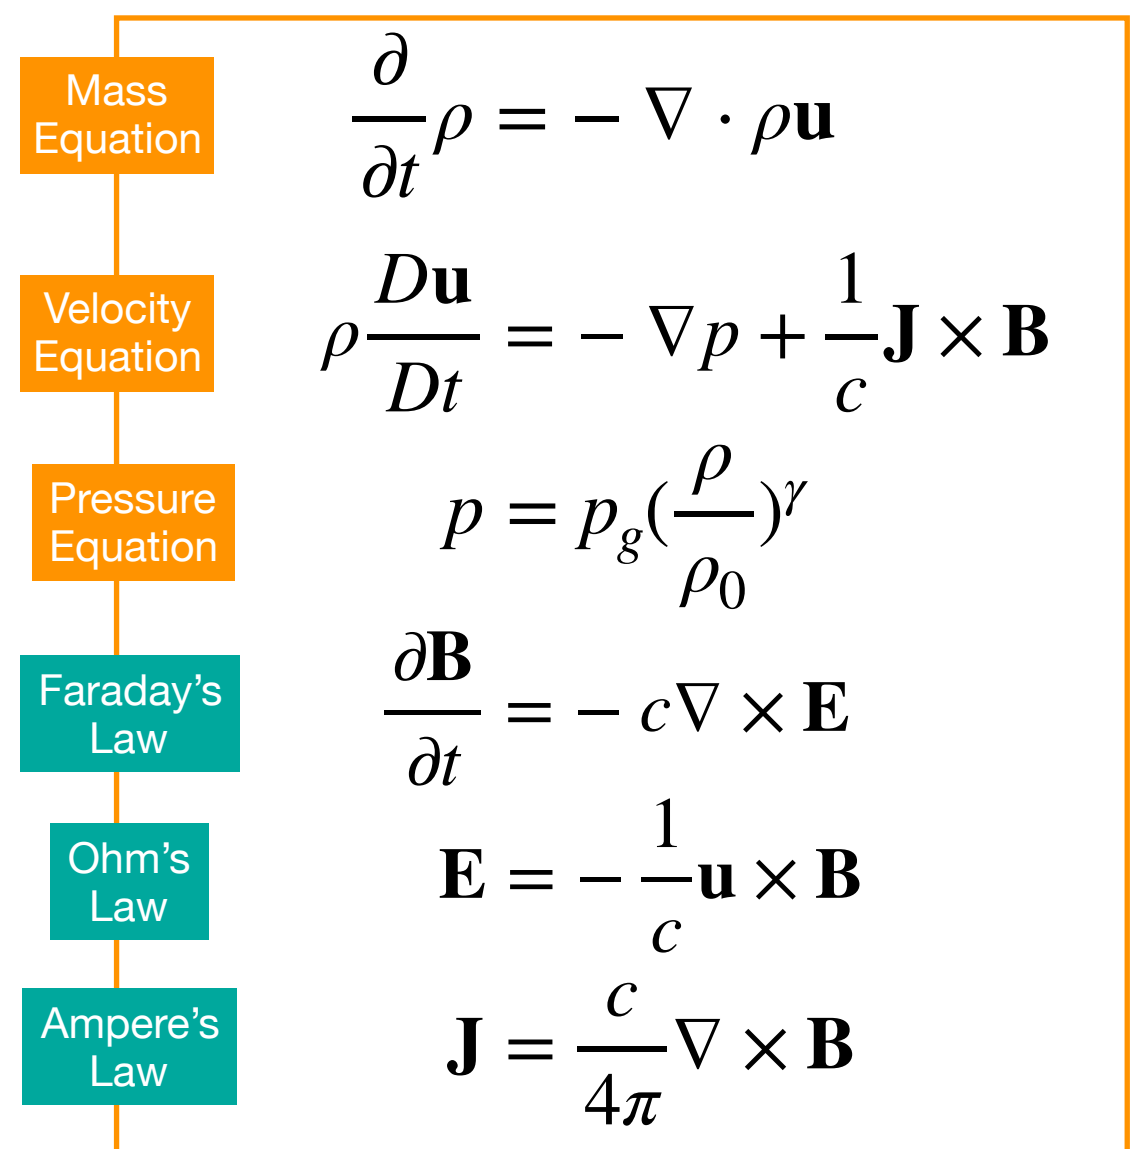 Mass
Equation
∂/∂t ρ = − ∇ · ρ𝐮
Velocity
Equation
ρ D𝐮/Dt = − ∇p + 1/c 𝐉 × 𝐁
Pressure
Equation
p = p_g(ρ/ρ₀)^γ
Faraday’s
Law
∂𝐁/∂t = − c∇ × 𝐄
Ohm’s
Law
𝐄 = − 1/c 𝐮 × 𝐁
Ampere’s
Law
𝐉 = c/4π ∇ × 𝐁